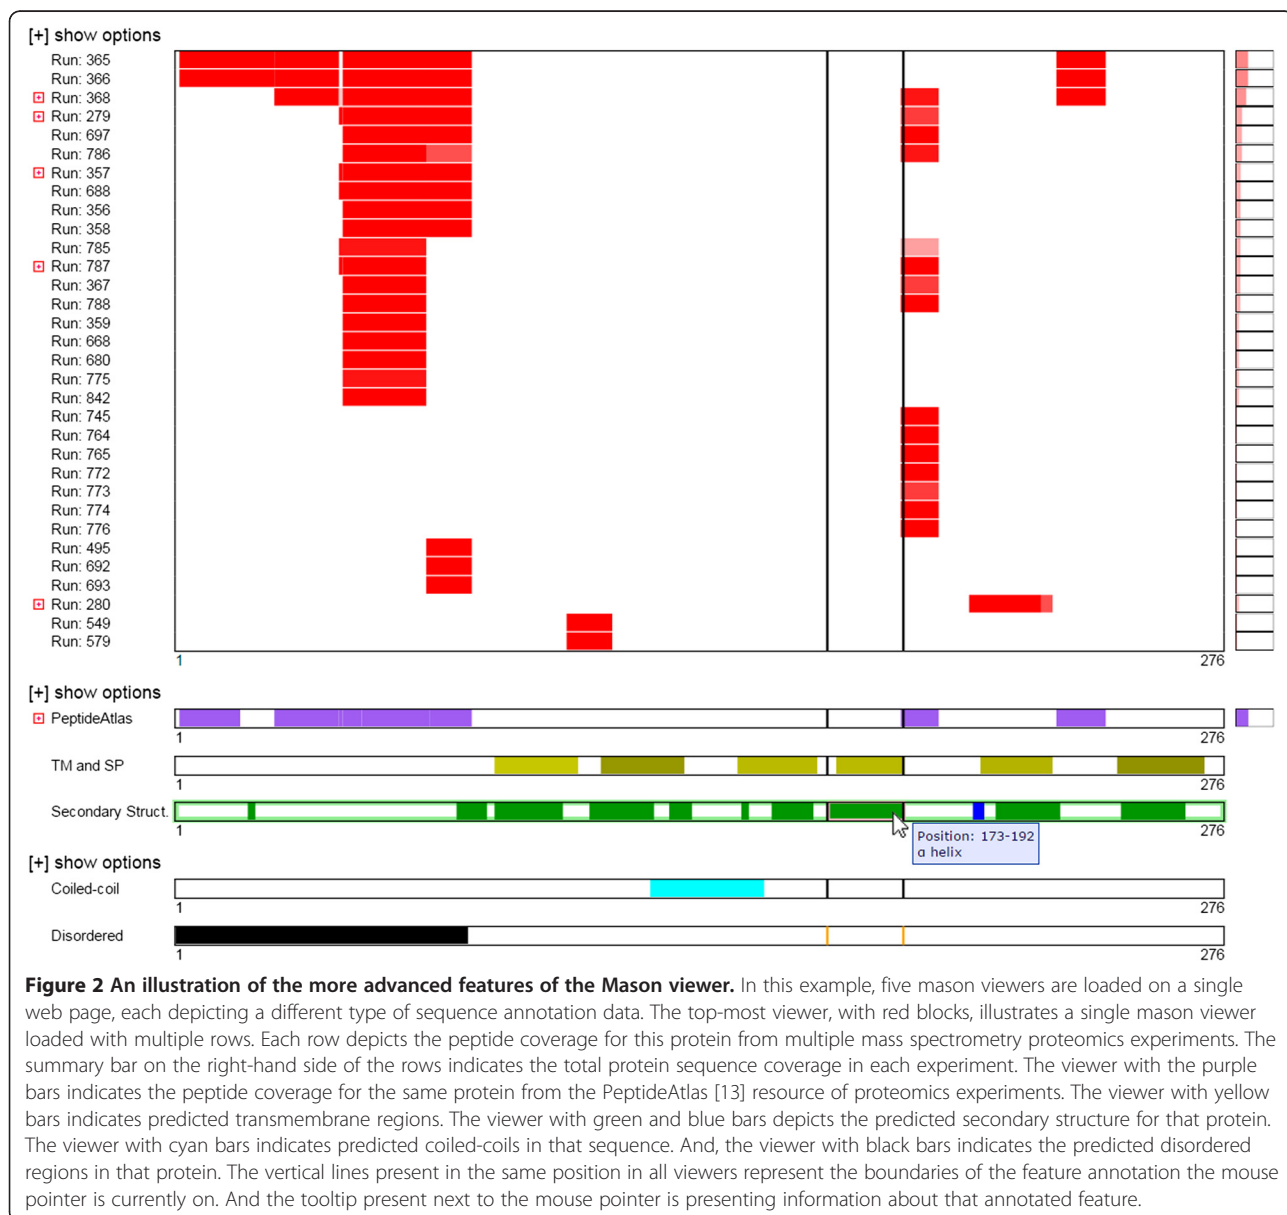 [+] show options
Run: 365
Run: 366
Run: 368
Run: 279
Run: 697
Run: 786
Run: 357
Run: 688
Run: 356
Run: 358
Run: 785
Run: 787
Run: 367
Run: 788
Run: 359
Run: 668
Run: 680
Run: 775
Run: 842
Run: 745
Run: 764
Run: 765
Run: 772
Run: 773
Run: 774
Run: 776
Run: 495
Run: 692
Run: 693
Run: 280
Run: 549
Run: 579
1 276
[+] show options
PeptideAtlas
1 276
TM and SP
1 276
Secondary Struct.
1 276
Position: 173-192
α helix
[+] show options
Coiled-coil
1 276
Disordered
1 276
Figure 2 An illustration of the more advanced features of the Mason viewer. In this example, five mason viewers are loaded on a single
web page, each depicting a different type of sequence annotation data. The top-most viewer, with red blocks, illustrates a single mason viewer
loaded with multiple rows. Each row depicts the peptide coverage for this protein from multiple mass spectrometry proteomics experiments. The
summary bar on the right-hand side of the rows indicates the total protein sequence coverage in each experiment. The viewer with the purple
bars indicates the peptide coverage for the same protein from the PeptideAtlas [13] resource of proteomics experiments. The viewer with yellow
bars indicates predicted transmembrane regions. The viewer with green and blue bars depicts the predicted secondary structure for that protein.
The viewer with cyan bars indicates predicted coiled-coils in that sequence. And, the viewer with black bars indicates the predicted disordered
regions in that protein. The vertical lines present in the same position in all viewers represent the boundaries of the feature annotation the mouse
pointer is currently on. And the tooltip present next to the mouse pointer is presenting information about that annotated feature.